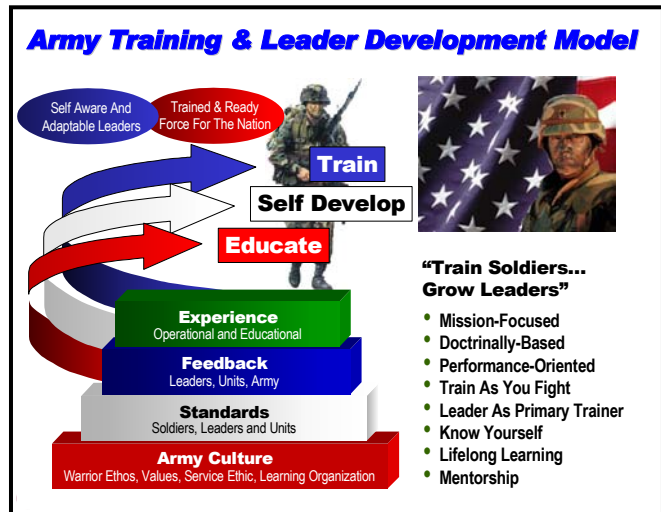 Army Training & Leader Development Model
Self Aware And
Adaptable Leaders
Trained & Ready
Force For The Nation
Train
Self Develop
Educate
Experience
Operational and Educational
Feedback
Leaders, Units, Army
Standards
Soldiers, Leaders and Units
Army Culture
Warrior Ethos, Values, Service Ethic, Learning Organization
“Train Soldiers...
Grow Leaders”
• Mission-Focused
• Doctrinally-Based
• Performance-Oriented
• Train As You Fight
• Leader As Primary Trainer
• Know Yourself
• Lifelong Learning
• Mentorship